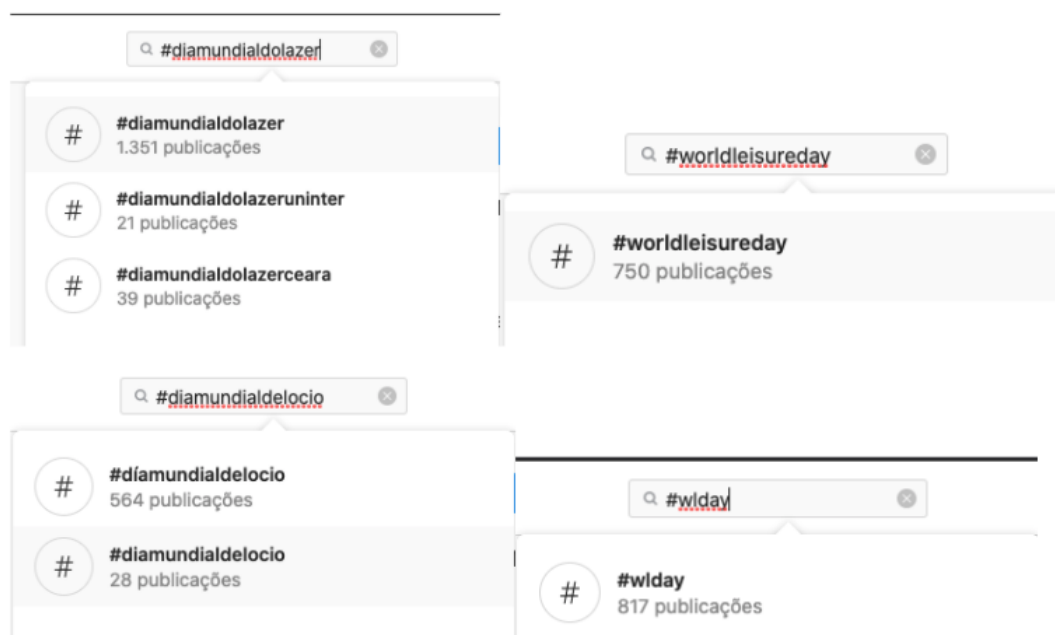 #diamundialdolazer
#
#diamundialdolazer
1.351 publicações
#
#diamundialdolazeruninter
21 publicações
#
#diamundialdolazerceara
39 publicações
#worldleisureday
#
#worldleisureday
750 publicações
#diamundialdelocio
#
#díamundialdelocio
564 publicações
#
#diamundialdelocio
28 publicações
#wlday
#
#wlday
817 publicações